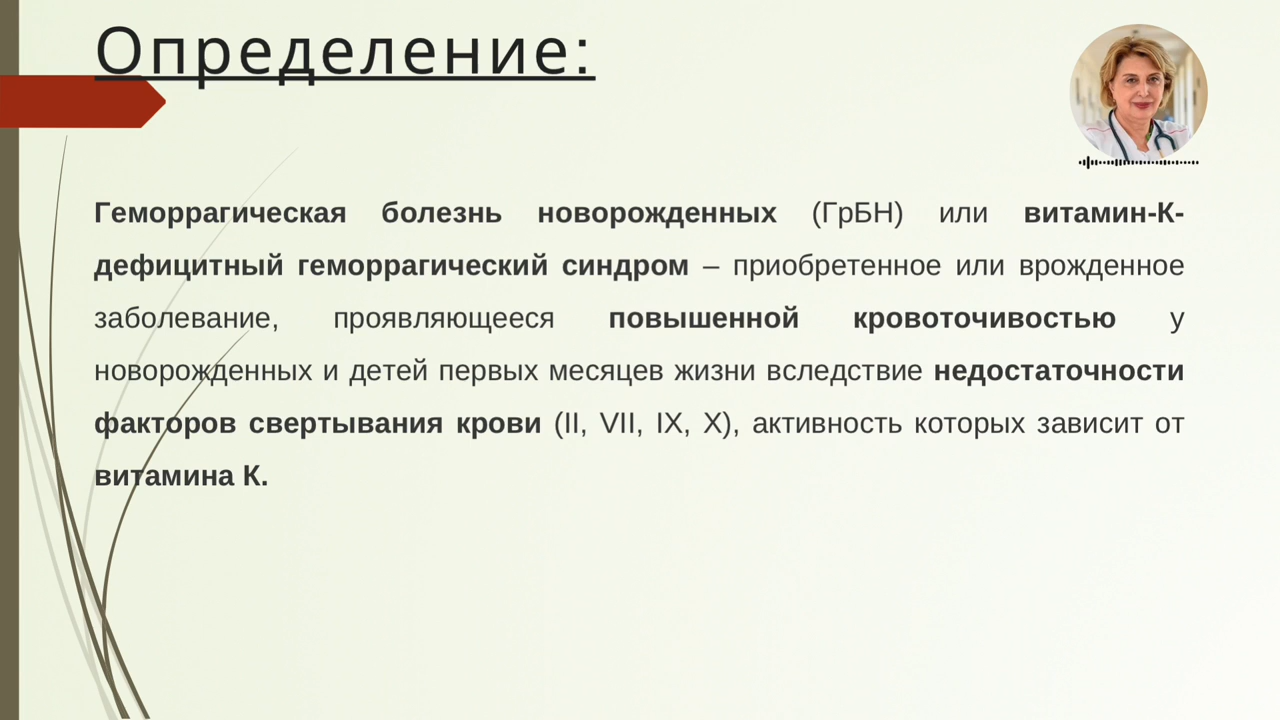 Определение:
Геморрагическая болезнь новорожденных (ГрБН) или витамин-К-
дефицитный геморрагический синдром – приобретенное или врожденное
заболевание, проявляющееся повышенной кровоточивостью у
новорожденных и детей первых месяцев жизни вследствие недостаточности
факторов свертывания крови (II, VII, IX, X), активность которых зависит от
витамина К.